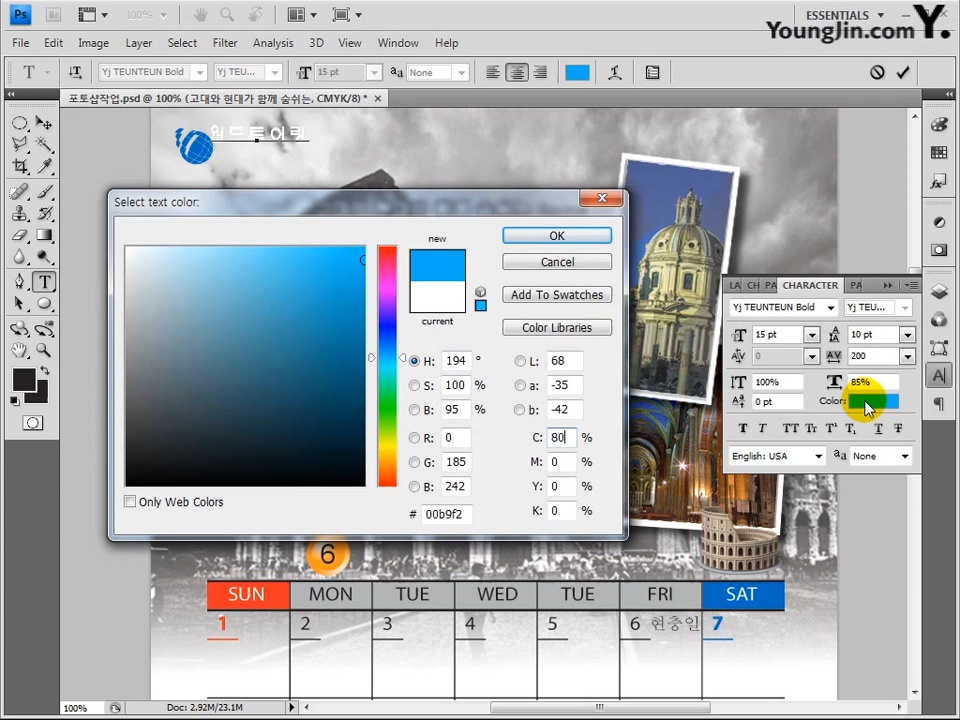 Ps Br 100% ESSENTIALS
YoungJin.com Y.
File Edit Image Layer Select Filter Analysis 3D View Window Help
T Yj TEUNTEUN Bold Yj TEU... 15 pt aa None
포토샵작업.psd @ 100% (고대와 현대가 함께 숨쉬는, CMYK/8) *
월드투어링
Select text color:
new
current
OK
Cancel
Add To Swatches
Color Libraries
H: 194 °
S: 100 %
B: 95 %
R: 0
G: 185
B: 242
# 00b9f2
L: 68
a: -35
b: -42
C: 80 %
M: 0 %
Y: 0 %
K: 0 %
Only Web Colors
LA CH PA CHARACTER PA
Yj TEUNTEUN Bold Yj TEU...
15 pt 10 pt
0 200
100% 85%
0 pt Color:
T T TT Tr T¹ T₁ T T
English: USA aa None
6
SUN MON TUE WED TUE FRI SAT
1 2 3 4 5 6 현충일 7
100% Doc: 2.92M/23.1M